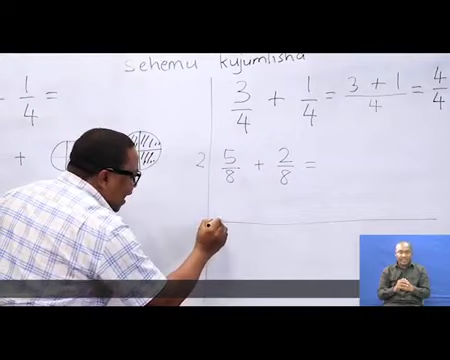 sehemu kujumlisha
1/4 =
3/4 + 1/4 = 3 + 1/4 = 4/4
+
2 5/8 + 2/8 =